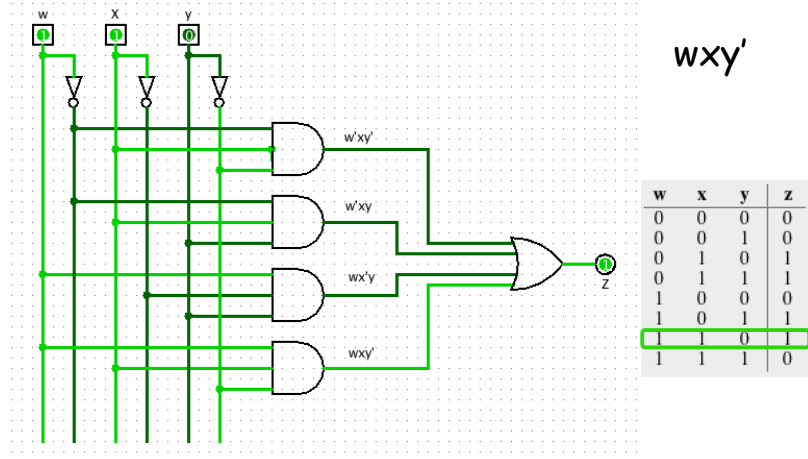 w X y
1 1 0
wxy'
w'xy'
w'xy
wx'y
wxy'
1
Z
w x y z
0 0 0 0
0 0 1 0
0 1 0 1
0 1 1 1
1 0 0 0
1 0 1 1
1 1 0 1
1 1 1 0